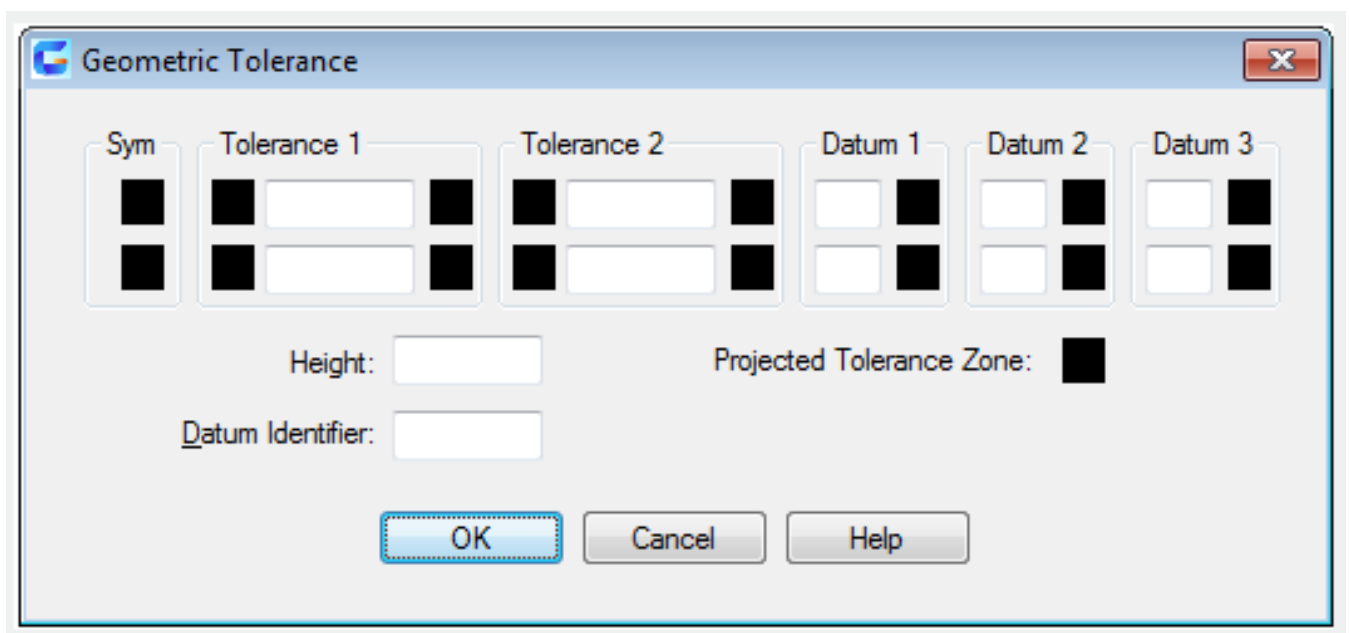 Geometric Tolerance
Sym Tolerance 1 Tolerance 2 Datum 1 Datum 2 Datum 3
Height: Projected Tolerance Zone:
Datum Identifier:
OK Cancel Help